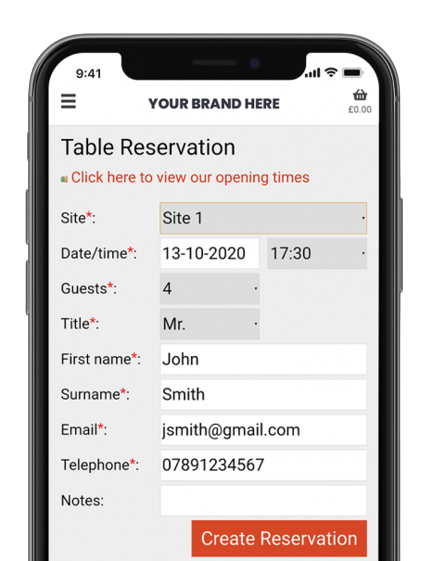 9:41
YOUR BRAND HERE
£0.00
Table Reservation
Click here to view our opening times
Site*: Site 1
Date/time*: 13-10-2020 17:30
Guests*: 4
Title*: Mr.
First name*: John
Surname*: Smith
Email*: jsmith@gmail.com
Telephone*: 07891234567
Notes:
Create Reservation